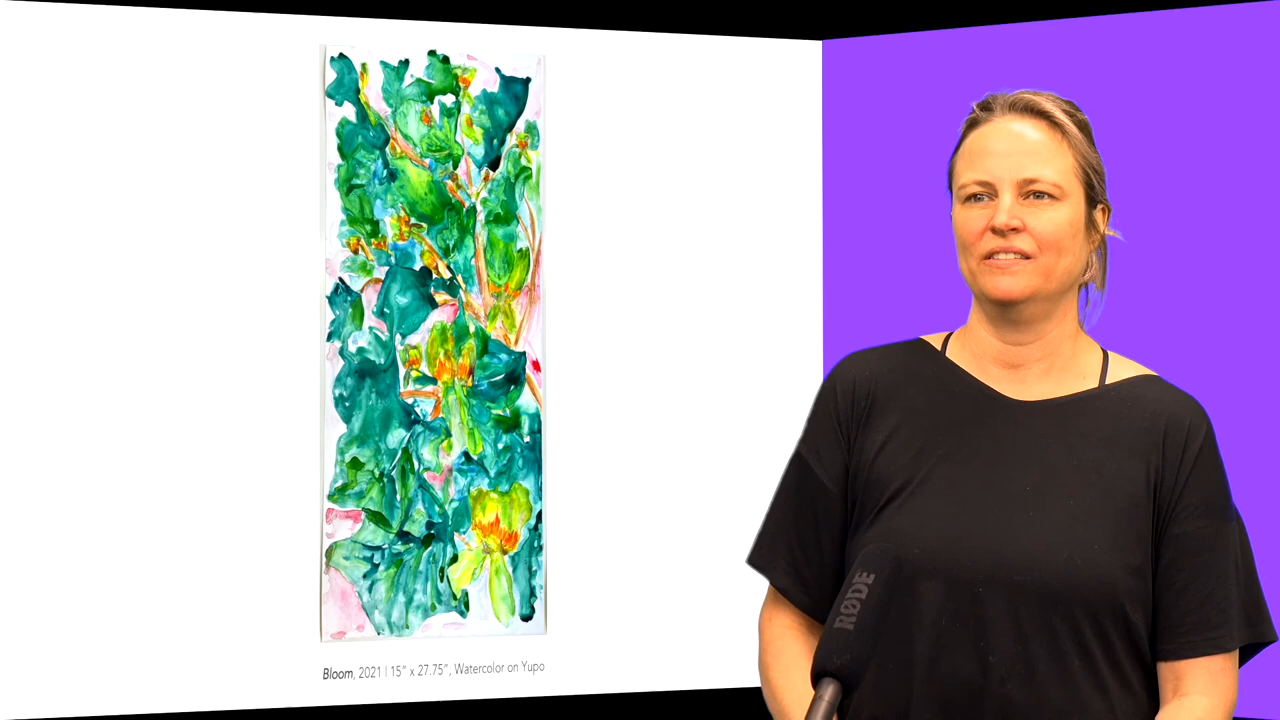 Bloom, 2021 | 15” x 27.75”, Watercolor on Yupo
RØDE